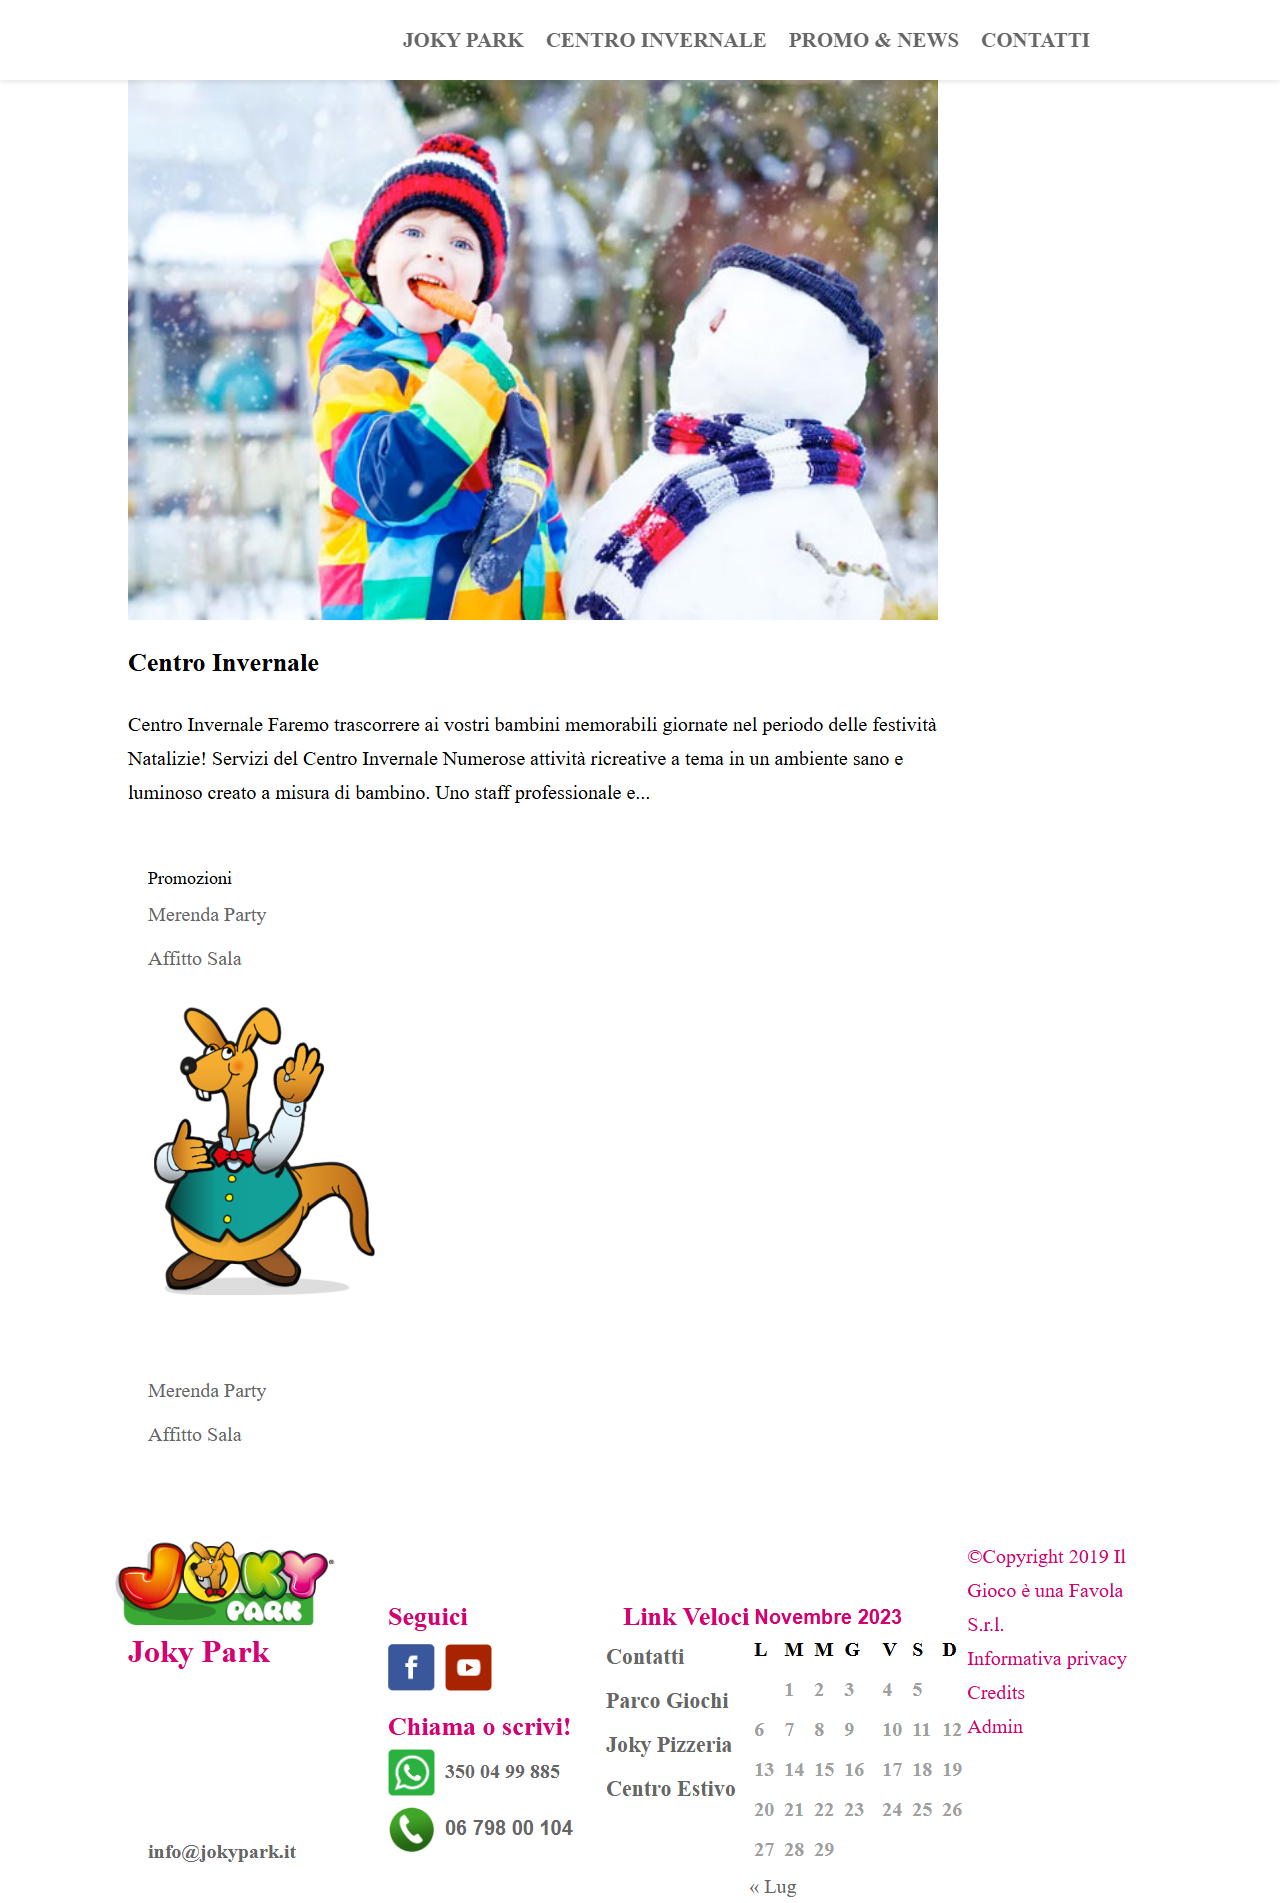 JOKY PARK CENTRO INVERNALE PROMO & NEWS CONTATTI
Centro Invernale
Centro Invernale Faremo trascorrere ai vostri bambini memorabili giornate nel periodo delle festività
Natalizie! Servizi del Centro Invernale Numerose attività ricreative a tema in un ambiente sano e
luminoso creato a misura di bambino. Uno staff professionale e...
Promozioni
Merenda Party
Affitto Sala
Merenda Party
Affitto Sala
JOKY PARK
Joky Park
info@jokypark.it
Seguici
Chiama o scrivi!
350 04 99 885
06 798 00 104
Link Veloci
Contatti
Parco Giochi
Joky Pizzeria
Centro Estivo
Novembre 2023
L M M G V S D
1 2 3 4 5
6 7 8 9 10 11 12
13 14 15 16 17 18 19
20 21 22 23 24 25 26
27 28 29
« Lug
©Copyright 2019 Il
Gioco è una Favola
S.r.l.
Informativa privacy
Credits
Admin